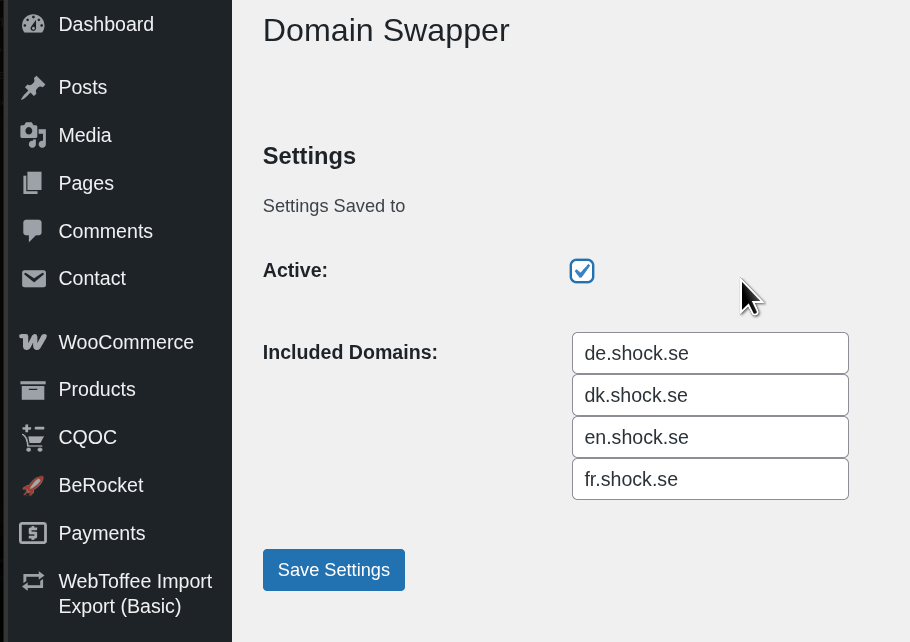 Dashboard
Posts
Media
Pages
Comments
Contact
WooCommerce
Products
CQOC
BeRocket
Payments
WebToffee Import
Export (Basic)
Domain Swapper
Settings
Settings Saved to
Active:
Included Domains:
de.shock.se
dk.shock.se
en.shock.se
fr.shock.se
Save Settings